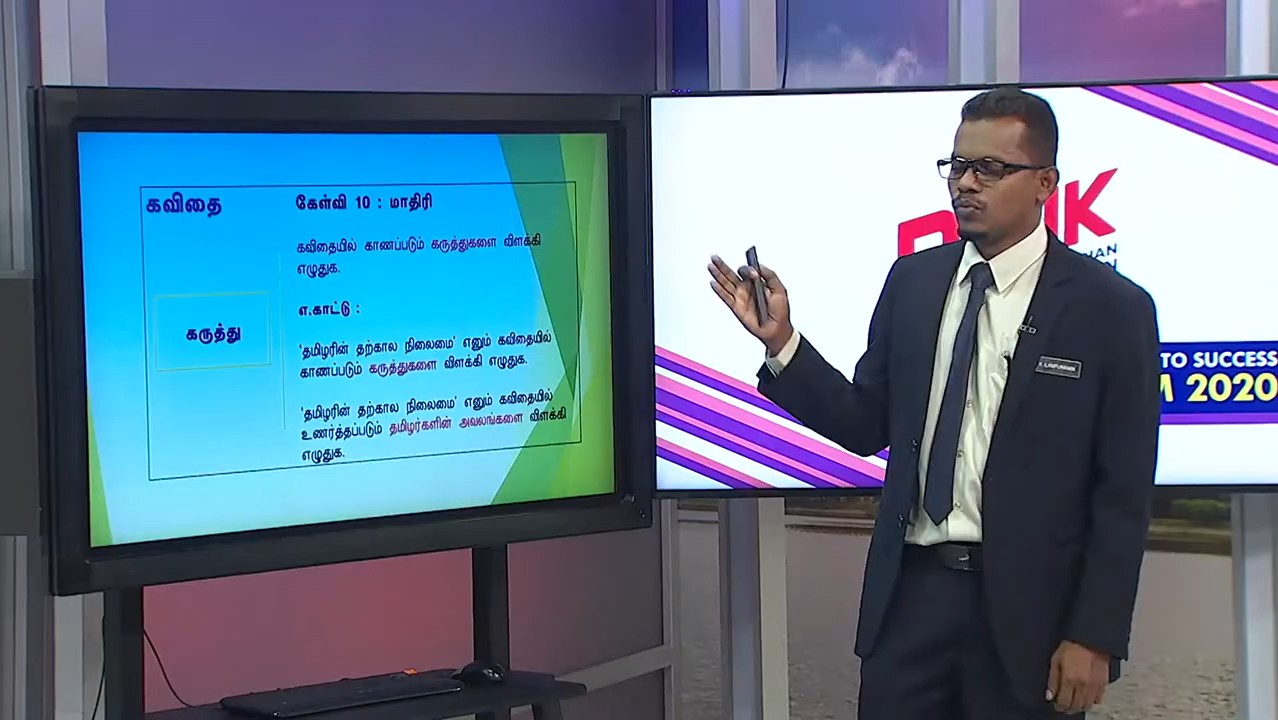 கவிதை
கேள்வி 10 : மாதிரி
கவிதையில் காணப்படும் கருத்துகளை விளக்கி
எழுதுக.
கருத்து
எ.காட்டு :
‘தமிழரின் தற்கால நிலைமை’ எனும் கவிதையில்
காணப்படும் கருத்துகளை விளக்கி எழுதுக.
‘தமிழரின் தற்கால நிலைமை’ எனும் கவிதையில்
உணர்த்தப்படும் தமிழர்களின் அவலங்களை விளக்கி
எழுதுக.
TO SUCCESS
2020